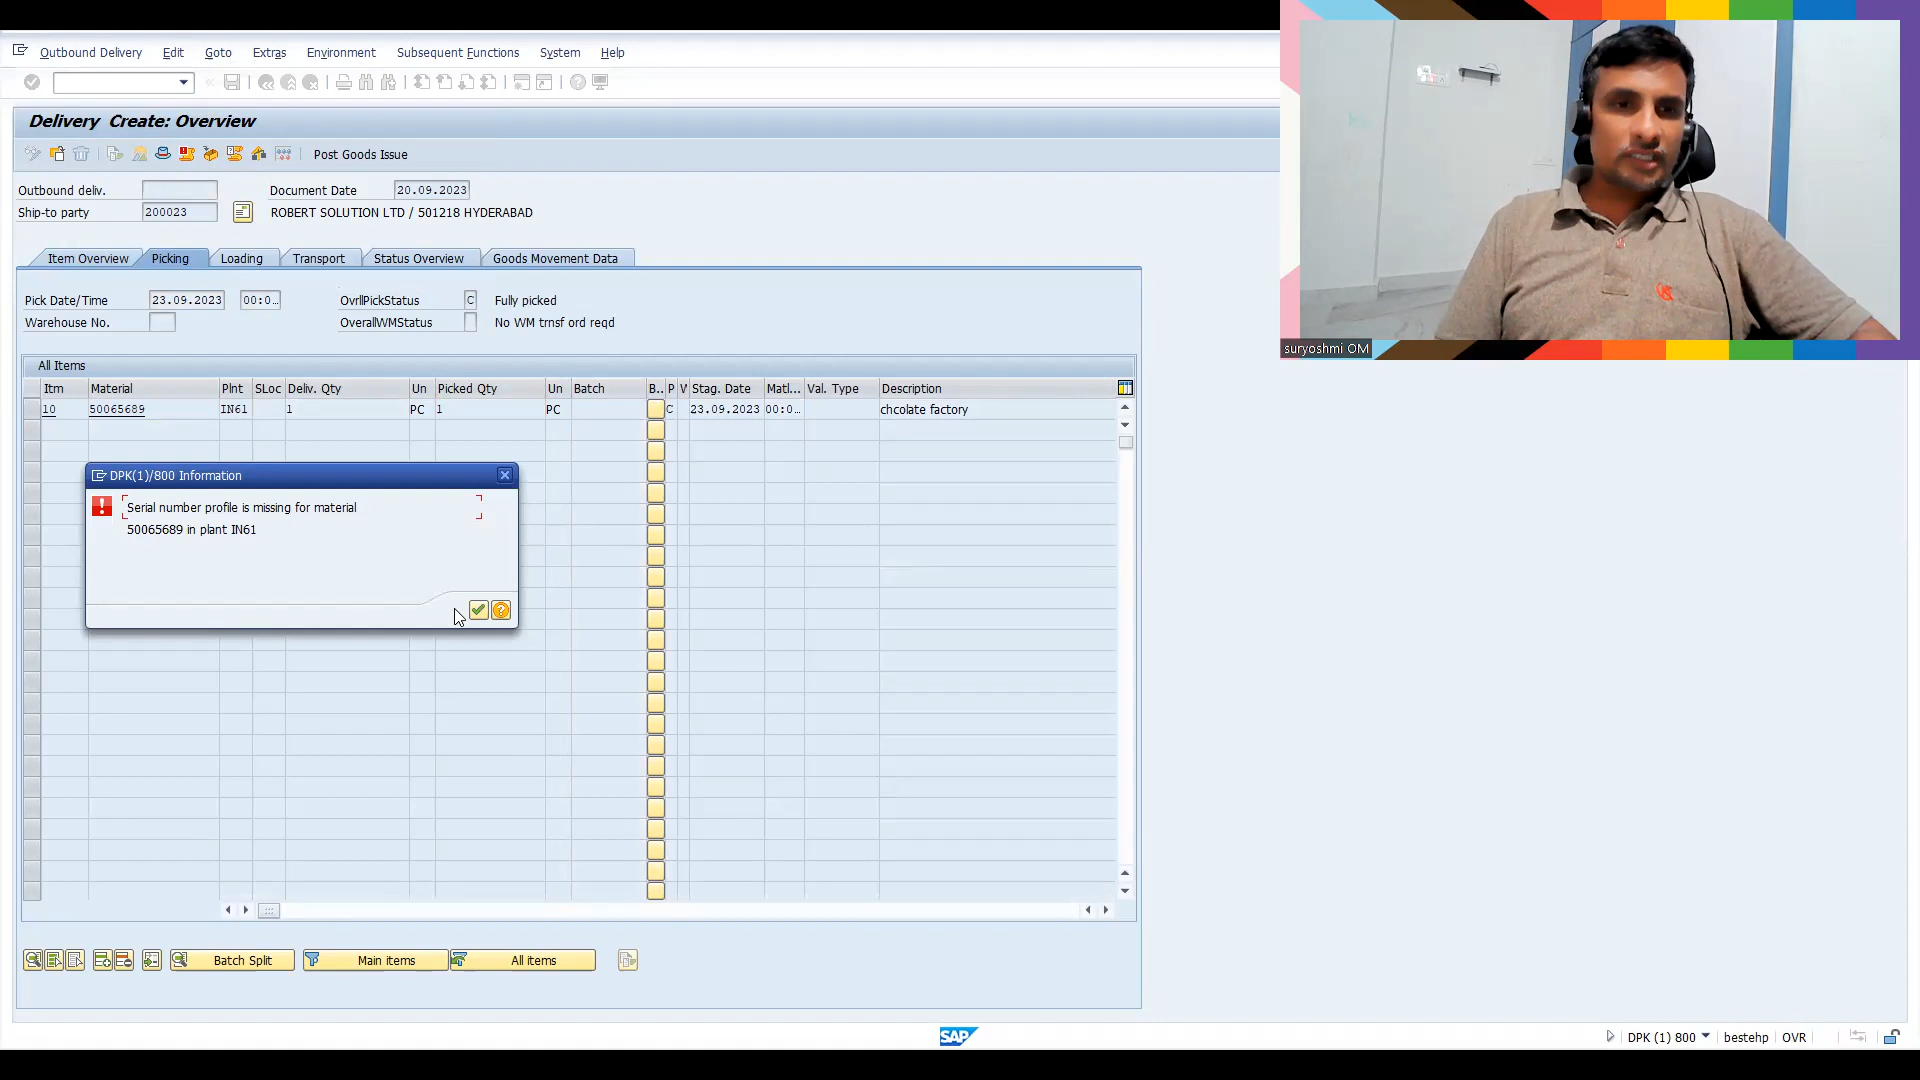 Outbound Delivery Edit Goto Extras Environment Subsequent Functions System Help
Delivery Create: Overview
Post Goods Issue
Outbound deliv. Document Date 20.09.2023
Ship-to party 200023 ROBERT SOLUTION LTD / 501218 HYDERABAD
Item Overview Picking Loading Transport Status Overview Goods Movement Data
Pick Date/Time 23.09.2023 00:0... OvrllPickStatus C Fully picked
Warehouse No. OverallWMStatus No WM trnsf ord reqd
All Items
Itm Material Plnt SLoc Deliv. Qty Un Picked Qty Un Batch B.. P V Stag. Date Matl... Val. Type Description
10 50065689 IN61 1 PC 1 PC C 23.09.2023 00:0... chcolate factory
DPK(1)/800 Information
Serial number profile is missing for material
50065689 in plant IN61
Batch Split Main items All items
SAP
DPK (1) 800 bestehp OVR
suryoshmi OM